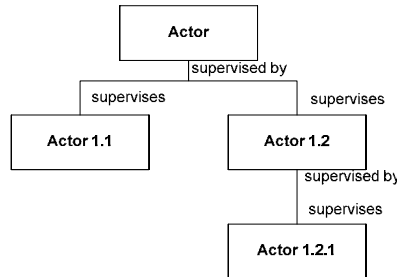 Actor
supervised by
supervises
supervises
Actor 1.1
Actor 1.2
supervised by
supervises
Actor 1.2.1